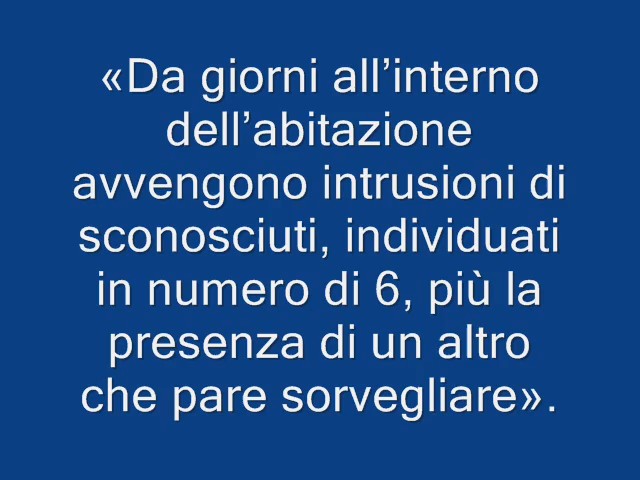 «Da giorni all’interno
dell’abitazione
avvengono intrusioni di
sconosciuti, individuati
in numero di 6, più la
presenza di un altro
che pare sorvegliare».